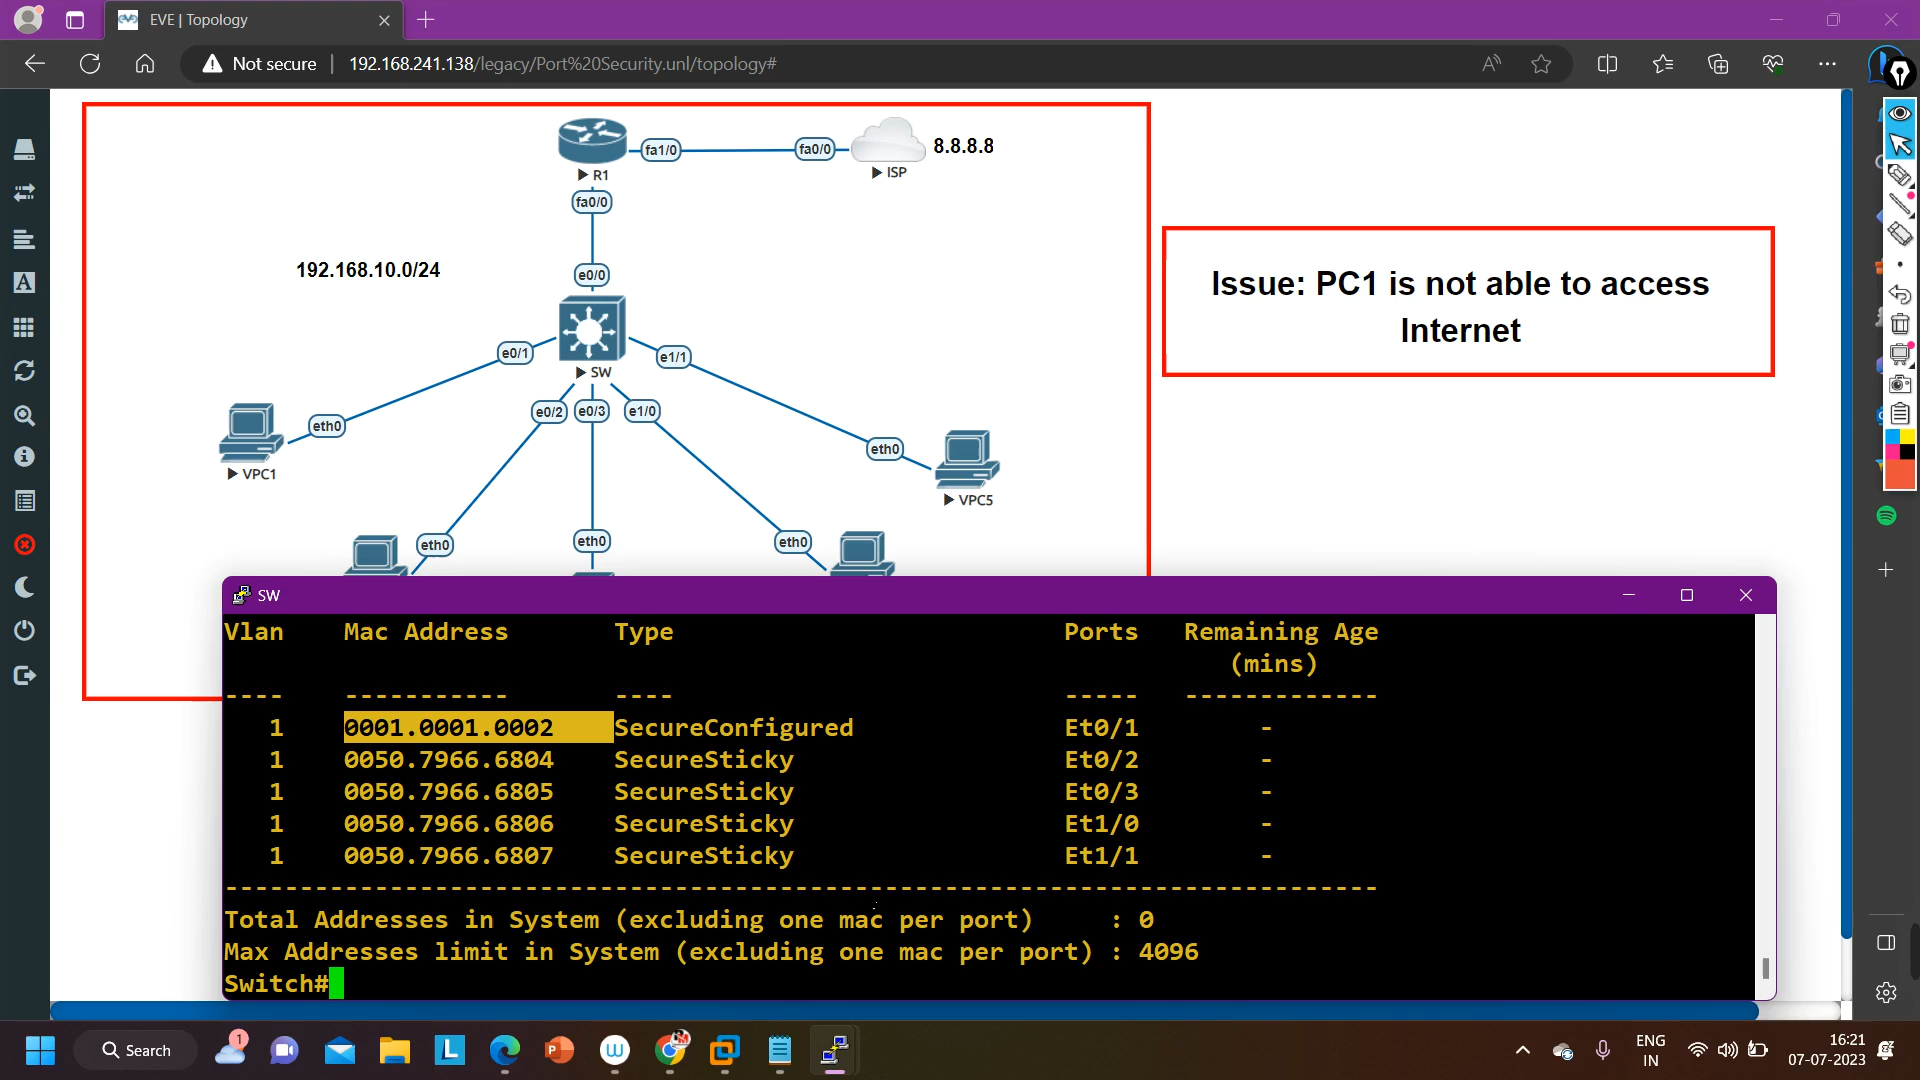 EVE | Topology
Not secure | 192.168.241.138/legacy/Port%20Security.unl/topology#
R1
fa1/0
fa0/0
ISP
8.8.8.8
fa0/0
192.168.10.0/24
e0/0
Issue: PC1 is not able to access
Internet
e0/1
SW
e1/1
e0/2
e0/3
e1/0
eth0
VPC1
eth0
VPC5
eth0
eth0
eth0
SW
Vlan Mac Address Type Ports Remaining Age
(mins)
---- ----------- ---- ----- -------------
1 0001.0001.0002 SecureConfigured Et0/1 -
1 0050.7966.6804 SecureSticky Et0/2 -
1 0050.7966.6805 SecureSticky Et0/3 -
1 0050.7966.6806 SecureSticky Et1/0 -
1 0050.7966.6807 SecureSticky Et1/1 -
-----------------------------------------------------------------------------
Total Addresses in System (excluding one mac per port) : 0
Max Addresses limit in System (excluding one mac per port) : 4096
Switch#
1
Search
ENG
IN
16:21
07-07-2023